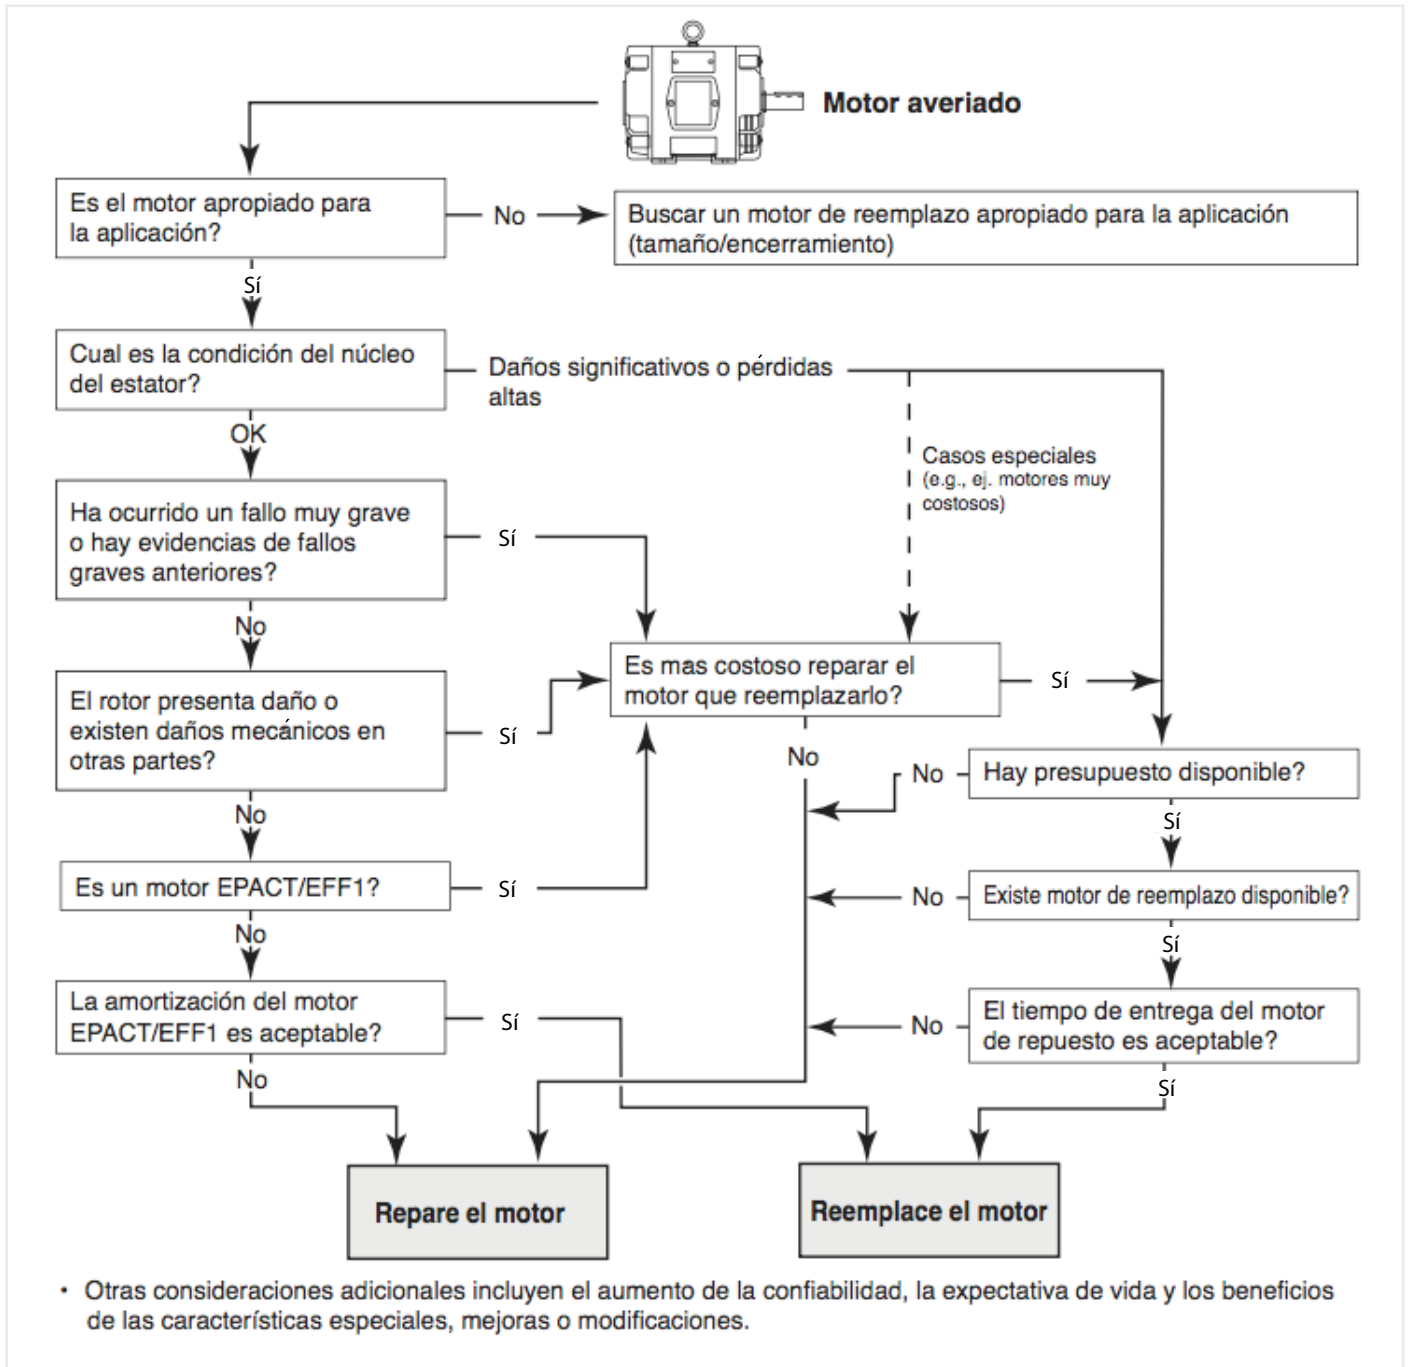 Motor averiado
Es el motor apropiado para
la aplicación?
No
Buscar un motor de reemplazo apropiado para la aplicación
(tamaño/encerramiento)
Sí
Cual es la condición del núcleo
del estator?
Daños significativos o pérdidas
altas
OK
Casos especiales
(e.g., ej. motores muy
costosos)
Ha ocurrido un fallo muy grave
o hay evidencias de fallos
graves anteriores?
Sí
No
Es mas costoso reparar el
motor que reemplazarlo?
Sí
El rotor presenta daño o
existen daños mecánicos en
otras partes?
Sí
No
No
Hay presupuesto disponible?
No
Sí
Es un motor EPACT/EFF1?
Sí
No
Existe motor de reemplazo disponible?
No
Sí
La amortización del motor
EPACT/EFF1 es aceptable?
Sí
No
El tiempo de entrega del motor
de repuesto es aceptable?
No
Sí
Repare el motor
Reemplace el motor
• Otras consideraciones adicionales incluyen el aumento de la confiabilidad, la expectativa de vida y los beneficios
de las características especiales, mejoras o modificaciones.